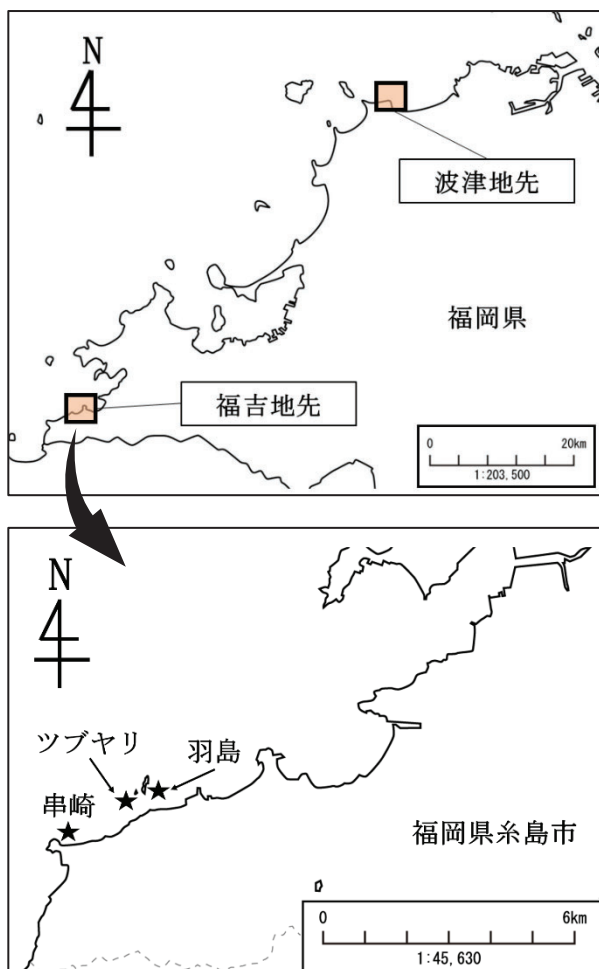 N
波津地先
福岡県
福吉地先
0 20km
1:203,500
N
ツブヤリ
羽島
串崎
福岡県糸島市
0 6km
1:45,630